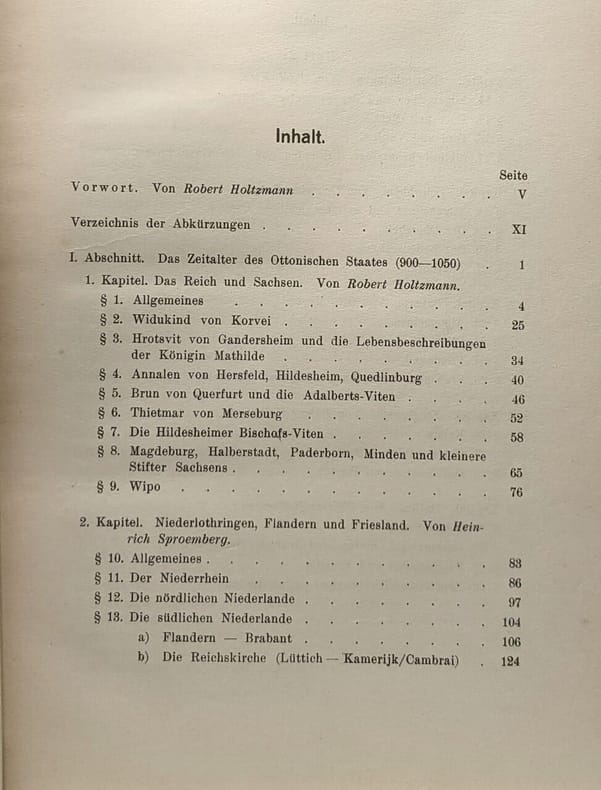 Inhalt.
Seite
Vorwort. Von Robert Holtzmann . . . . . . . . V
Verzeichnis der Abkürzungen . . . . . . . . . XI
I. Abschnitt. Das Zeitalter des Ottonischen Staates (900—1050) . 1
1. Kapitel. Das Reich und Sachsen. Von Robert Holtzmann.
§ 1. Allgemeines . . . . . . . . . . 4
§ 2. Widukind von Korvei . . . . . . . . 25
§ 3. Hrotsvit von Gandersheim und die Lebensbeschreibungen
der Königin Mathilde . . . . . . . . 34
§ 4. Annalen von Hersfeld, Hildesheim, Quedlinburg . . . 40
§ 5. Brun von Querfurt und die Adalberts-Viten . . . . 46
§ 6. Thietmar von Merseburg . . . . . . . 52
§ 7. Die Hildesheimer Bischofs-Viten . . . . . . 58
§ 8. Magdeburg, Halberstadt, Paderborn, Minden und kleinere
Stifter Sachsens . . . . . . . . . 65
§ 9. Wipo . . . . . . . . . . . 76
2. Kapitel. Niederlothringen, Flandern und Friesland. Von Hein-
rich Sproemberg.
§ 10. Allgemeines . . . . . . . . . . 83
§ 11. Der Niederrhein . . . . . . . . . 86
§ 12. Die nördlichen Niederlande . . . . . . . 97
§ 13. Die südlichen Niederlande . . . . . . . 104
a) Flandern — Brabant . . . . . . . 106
b) Die Reichskirche (Lüttich — Kamerijk/Cambrai) . 124